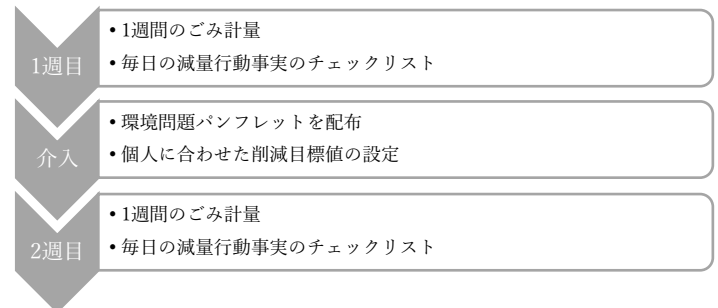 1週目
• 1週間のごみ計量
• 毎日の減量行動事実のチェックリスト
介入
• 環境問題パンフレットを配布
• 個人に合わせた削減目標値の設定
2週目
• 1週間のごみ計量
• 毎日の減量行動事実のチェックリスト